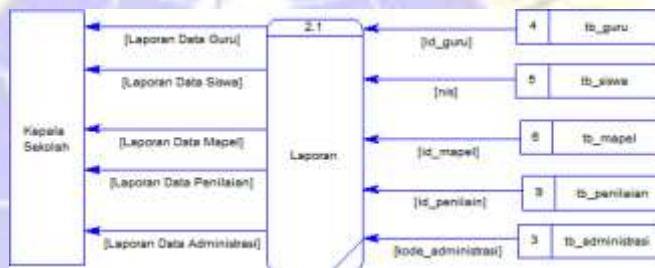 2.1
Laporan
Kepala
Sekolah
[Laporan Data Guru]
[Laporan Data Siswa]
[Laporan Data Mapel]
[Laporan Data Penilaian]
[Laporan Data Administrasi]
[id_guru]
[nis]
[id_mapel]
[id_penilain]
[kode_administrasi]
4 tb_guru
5 tb_siswa
6 tb_mapel
9 tb_penilaian
3 tb_administrasi